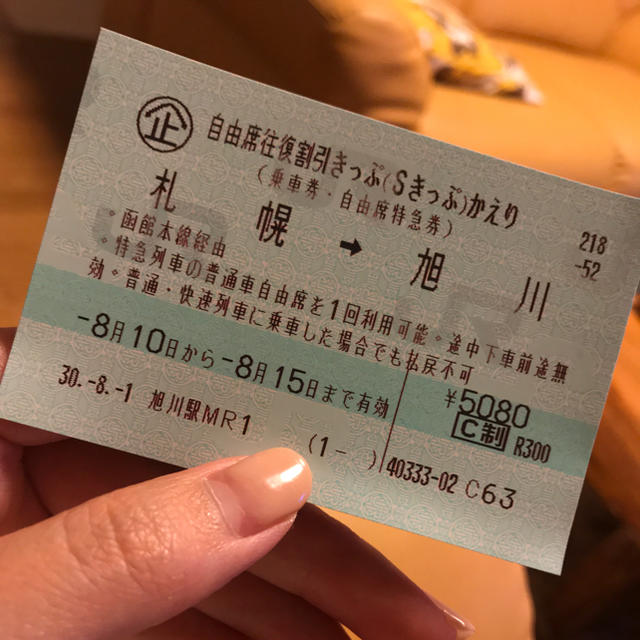 企
自由席往復割引きっぷ(Sきっぷ)かえり
(乗車券・自由席特急券)
218
-52
札幌 → 旭川
。函館本線経由
。特急列車の普通車自由席を1回利用可能。途中下車前途無
効。普通・快速列車に乗車した場合でも払戻不可
-8月10日から-8月15日まで有効
¥5080
C制 R300
30.-8.-1 旭川駅MR1
(1- )
40333-02 C63